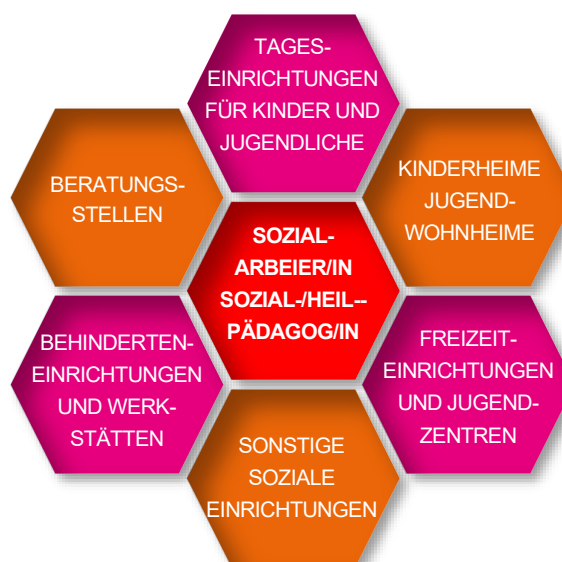 TAGES-
EINRICHTUNGEN
FÜR KINDER UND
JUGENDLICHE
BERATUNGS-
STELLEN
KINDERHEIME
JUGEND-
WOHNHEIME
SOZIAL-
ARBEIER/IN
SOZIAL-/HEIL--
PÄDAGOG/IN
BEHINDERTEN-
EINRICHTUNGEN
UND WERK-
STÄTTEN
FREIZEIT-
EINRICHTUNGEN
UND JUGEND-
ZENTREN
SONSTIGE
SOZIALE
EINRICHTUNGEN